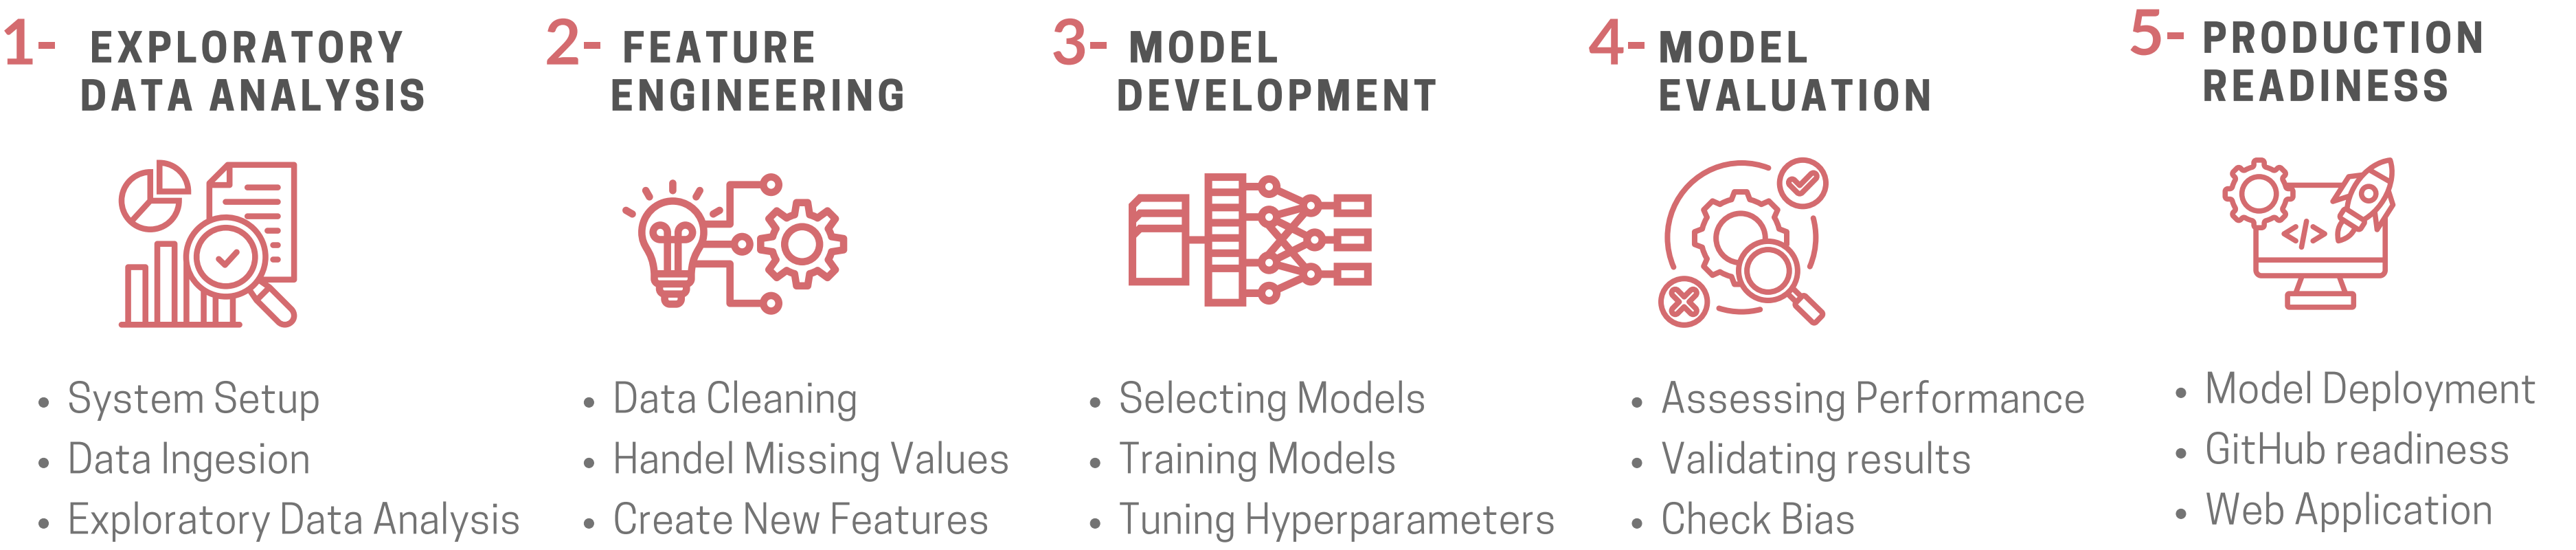 1- EXPLORATORY
DATA ANALYSIS
• System Setup
• Data Ingesion
• Exploratory Data Analysis
2- FEATURE
ENGINEERING
• Data Cleaning
• Handel Missing Values
• Create New Features
3- MODEL
DEVELOPMENT
• Selecting Models
• Training Models
• Tuning Hyperparameters
4- MODEL
EVALUATION
• Assessing Performance
• Validating results
• Check Bias
5- PRODUCTION
READINESS
</>
• Model Deployment
• GitHub readiness
• Web Application